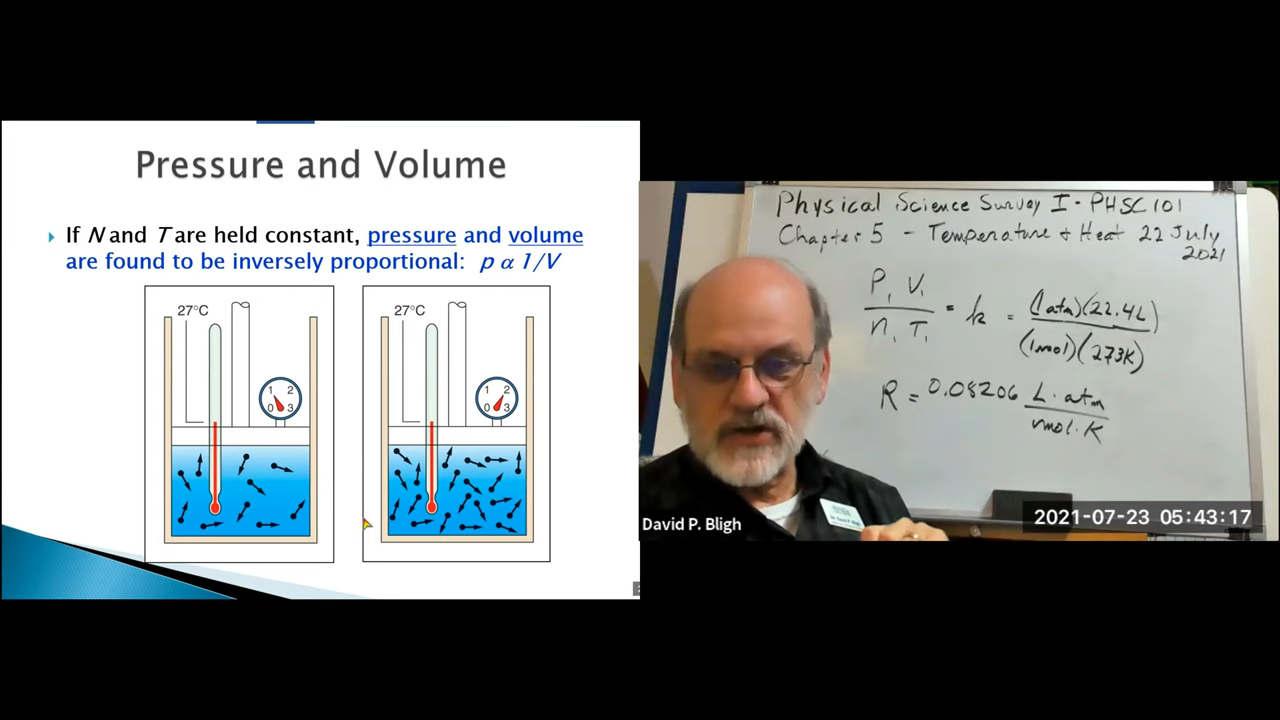 Pressure and Volume
If N and T are held constant, pressure and volume
are found to be inversely proportional: p α 1/V
27°C
1 2
0 3
27°C
1 2
0 3
Physical Science Survey I - PHSC 101
Chapter 5 - Temperature + Heat 22 July
2021
P₁ V₁
n₁ T₁
= k = (1 atm)(22.4L)
(1mol)(273K)
R = 0.08206 L·atm
mol·K
David P. Bligh
2021-07-23 05:43:17